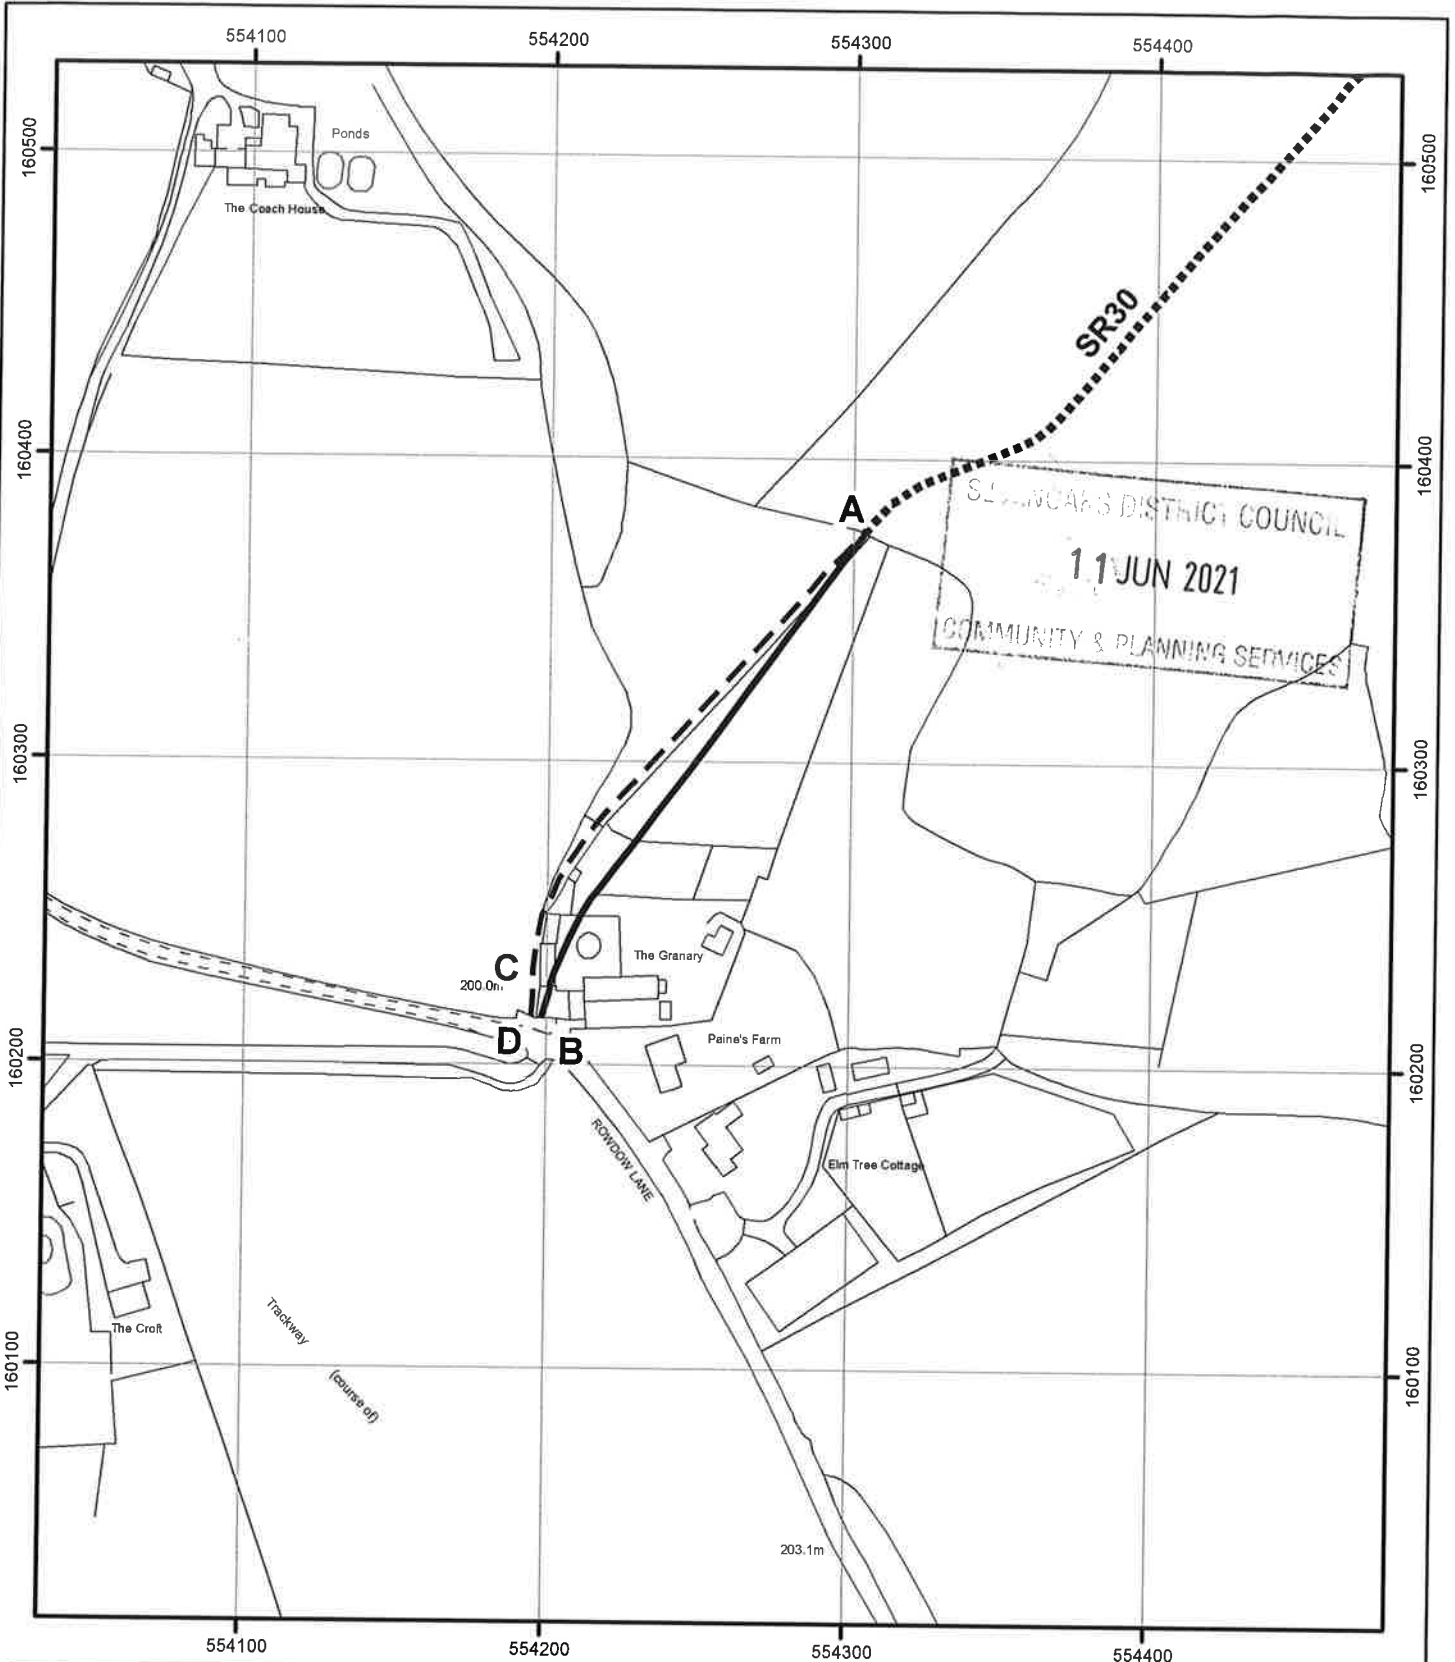 554100
554200
554300
554400
160500
160500
Ponds
The Coach House
SR30
160400
160400
A
DISTRICT COUNCIL
11 JUN 2021
COMMUNITY & PLANNING SERVICES
160300
160300
The Granary
C
200.0m
D
B
Paine's Farm
160200
160200
ROWDOW LANE
Elm Tree Cottage
The Croft
Trackway
(course of)
160100
160100
203.1m
554100
554200
554300
554400